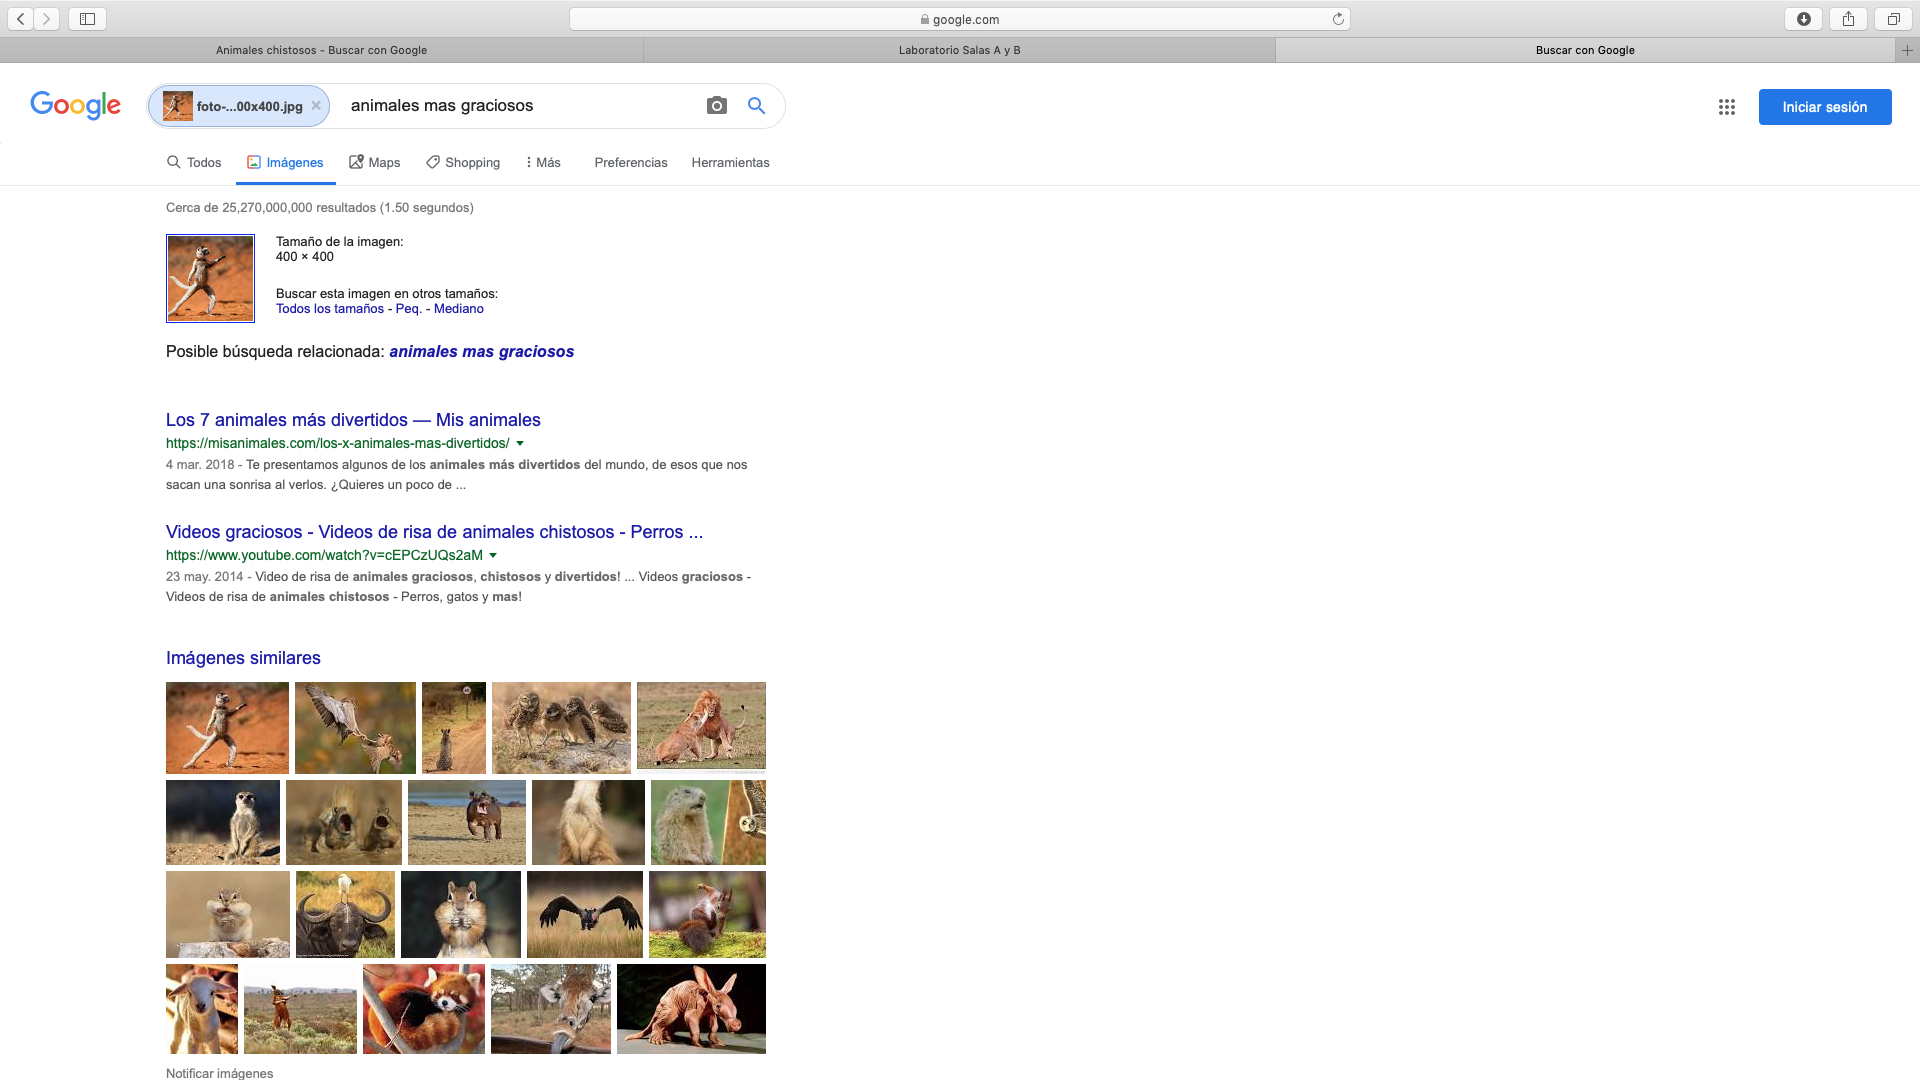 google.com
Animales chistosos - Buscar con Google
Laboratorio Salas A y B
Buscar con Google
Google
foto-...00x400.jpg
animales mas graciosos
Iniciar sesión
Todos
Imágenes
Maps
Shopping
Más
Preferencias
Herramientas
Cerca de 25,270,000,000 resultados (1.50 segundos)
Tamaño de la imagen:
400 × 400
Buscar esta imagen en otros tamaños:
Todos los tamaños - Peq. - Mediano
Posible búsqueda relacionada: animales mas graciosos
Los 7 animales más divertidos — Mis animales
https://misanimales.com/los-x-animales-mas-divertidos/
4 mar. 2018 - Te presentamos algunos de los animales más divertidos del mundo, de esos que nos
sacan una sonrisa al verlos. ¿Quieres un poco de ...
Videos graciosos - Videos de risa de animales chistosos - Perros ...
https://www.youtube.com/watch?v=cEPCzUQs2aM
23 may. 2014 - Video de risa de animales graciosos, chistosos y divertidos! ... Videos graciosos -
Videos de risa de animales chistosos - Perros, gatos y mas!
Imágenes similares
Notificar imágenes